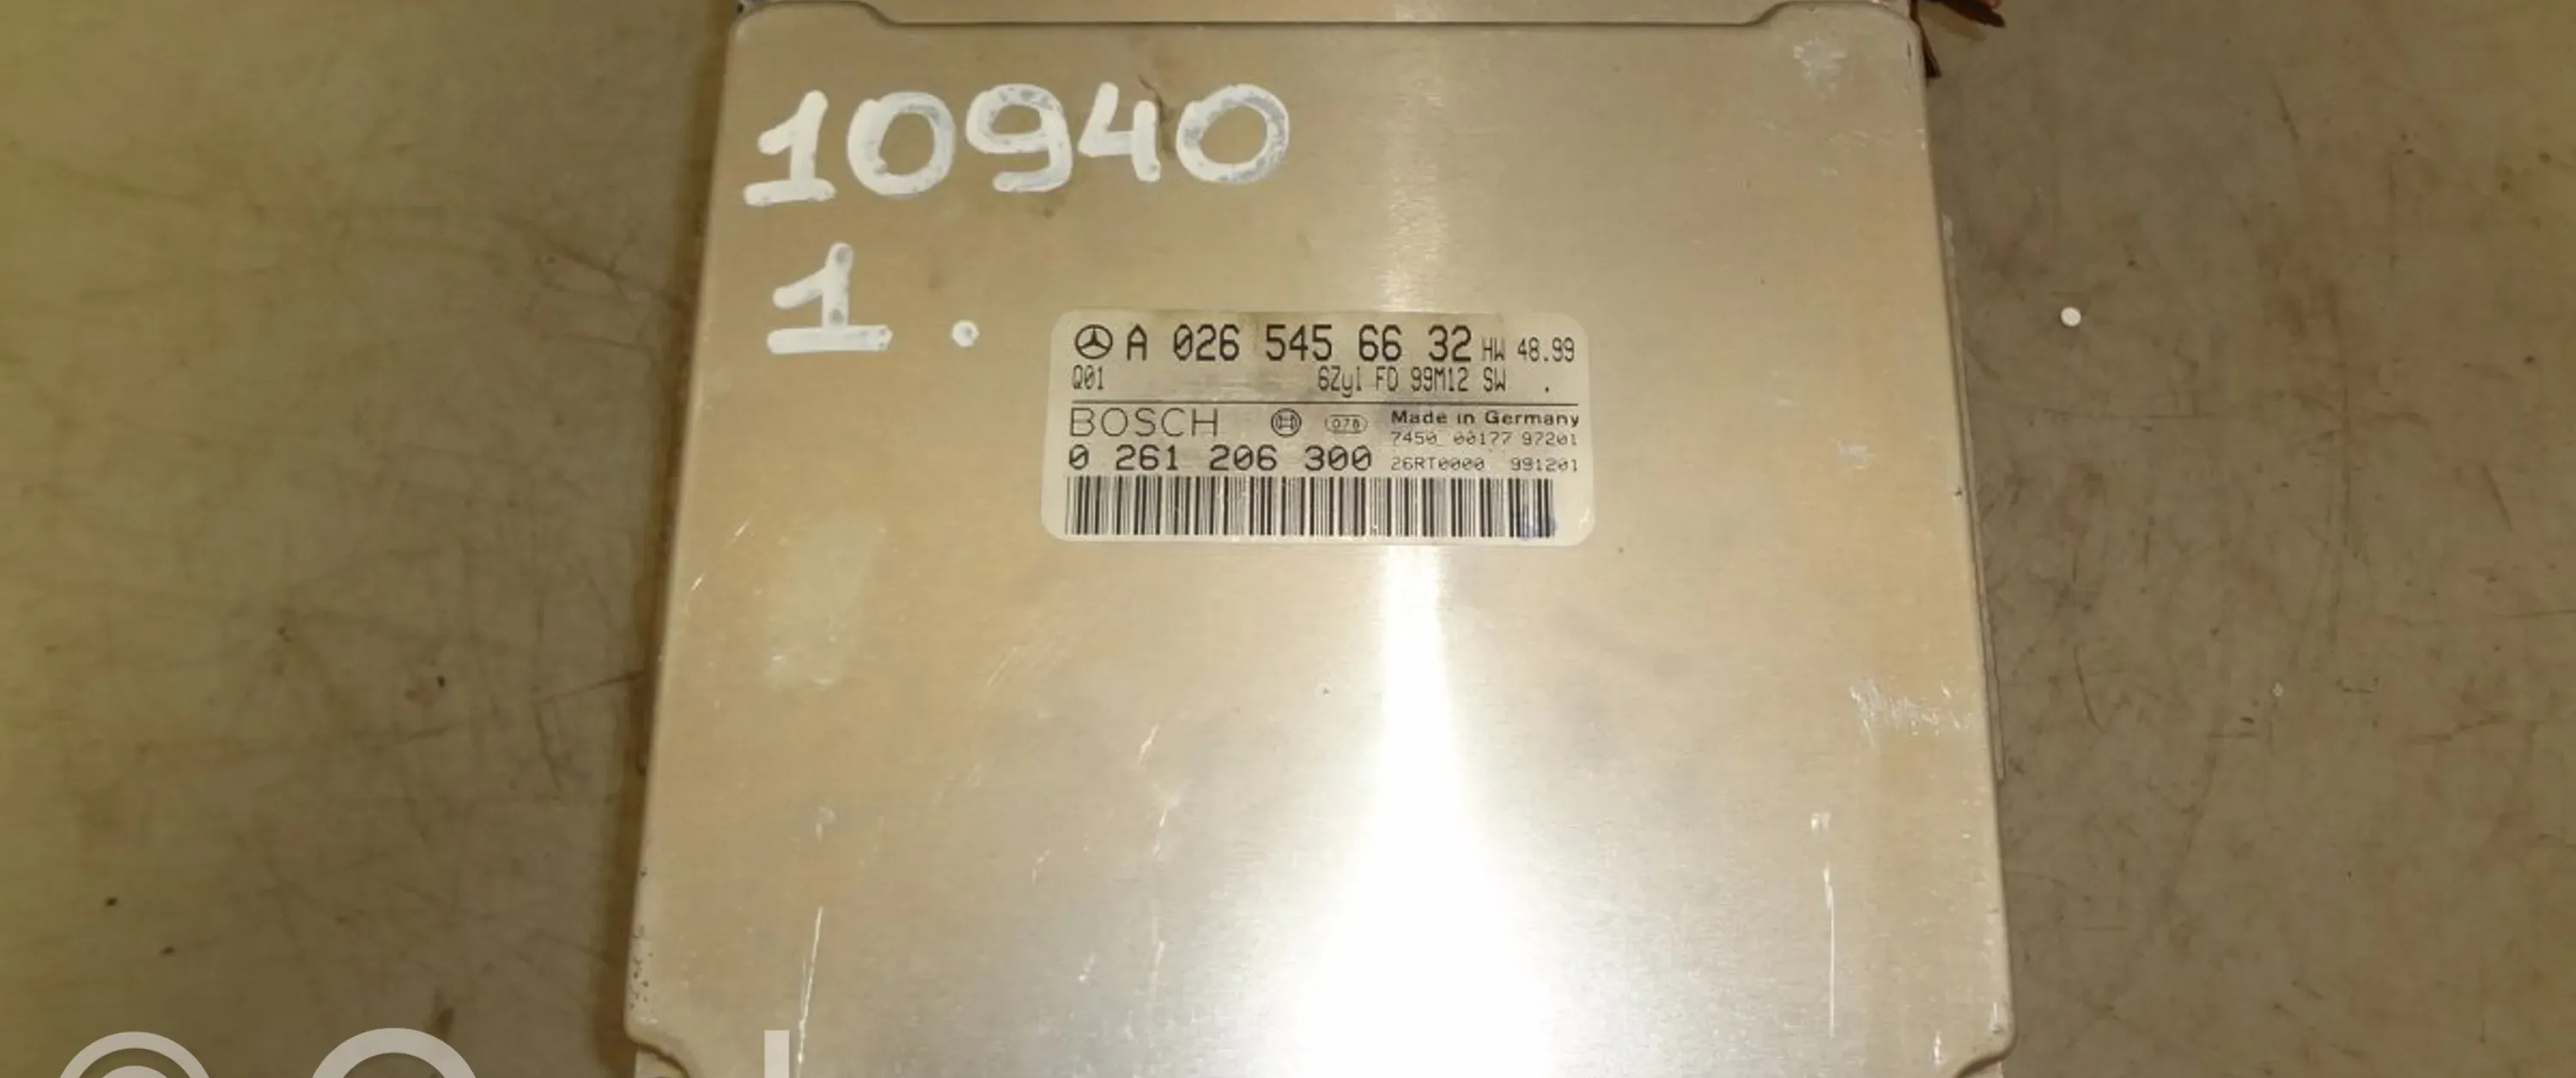 10940
1.
A 026 545 66 32 HW 48.99
Q01 6Zyl FD 99M12 SW .
BOSCH 078 Made in Germany
7450 00177 97201
0 261 206 300 26RT0000 991201